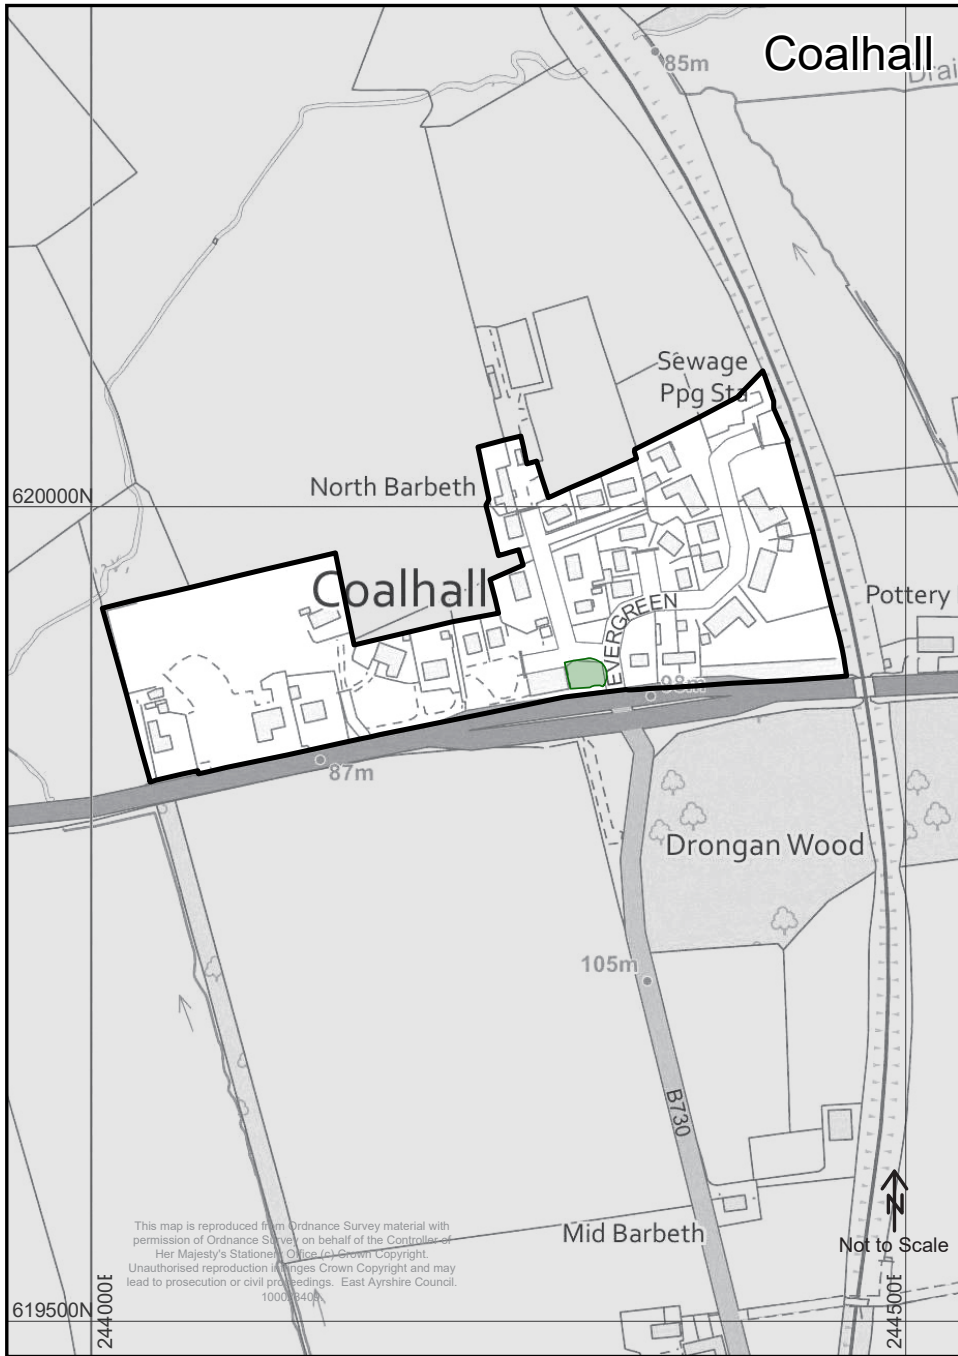 Coalhall
85m
Drai
Sewage
Ppg Sta
North Barbeth
620000N
Coalhall
EVERGREEN
Pottery
98m
87m
Drongan Wood
105m
B730
N
Not to Scale
Mid Barbeth
This map is reproduced from Ordnance Survey material with
permission of Ordnance Survey on behalf of the Controller of
Her Majesty's Stationery Office (c) Crown Copyright.
Unauthorised reproduction infringes Crown Copyright and may
lead to prosecution or civil proceedings. East Ayrshire Council.
619500N
244000E
244500E